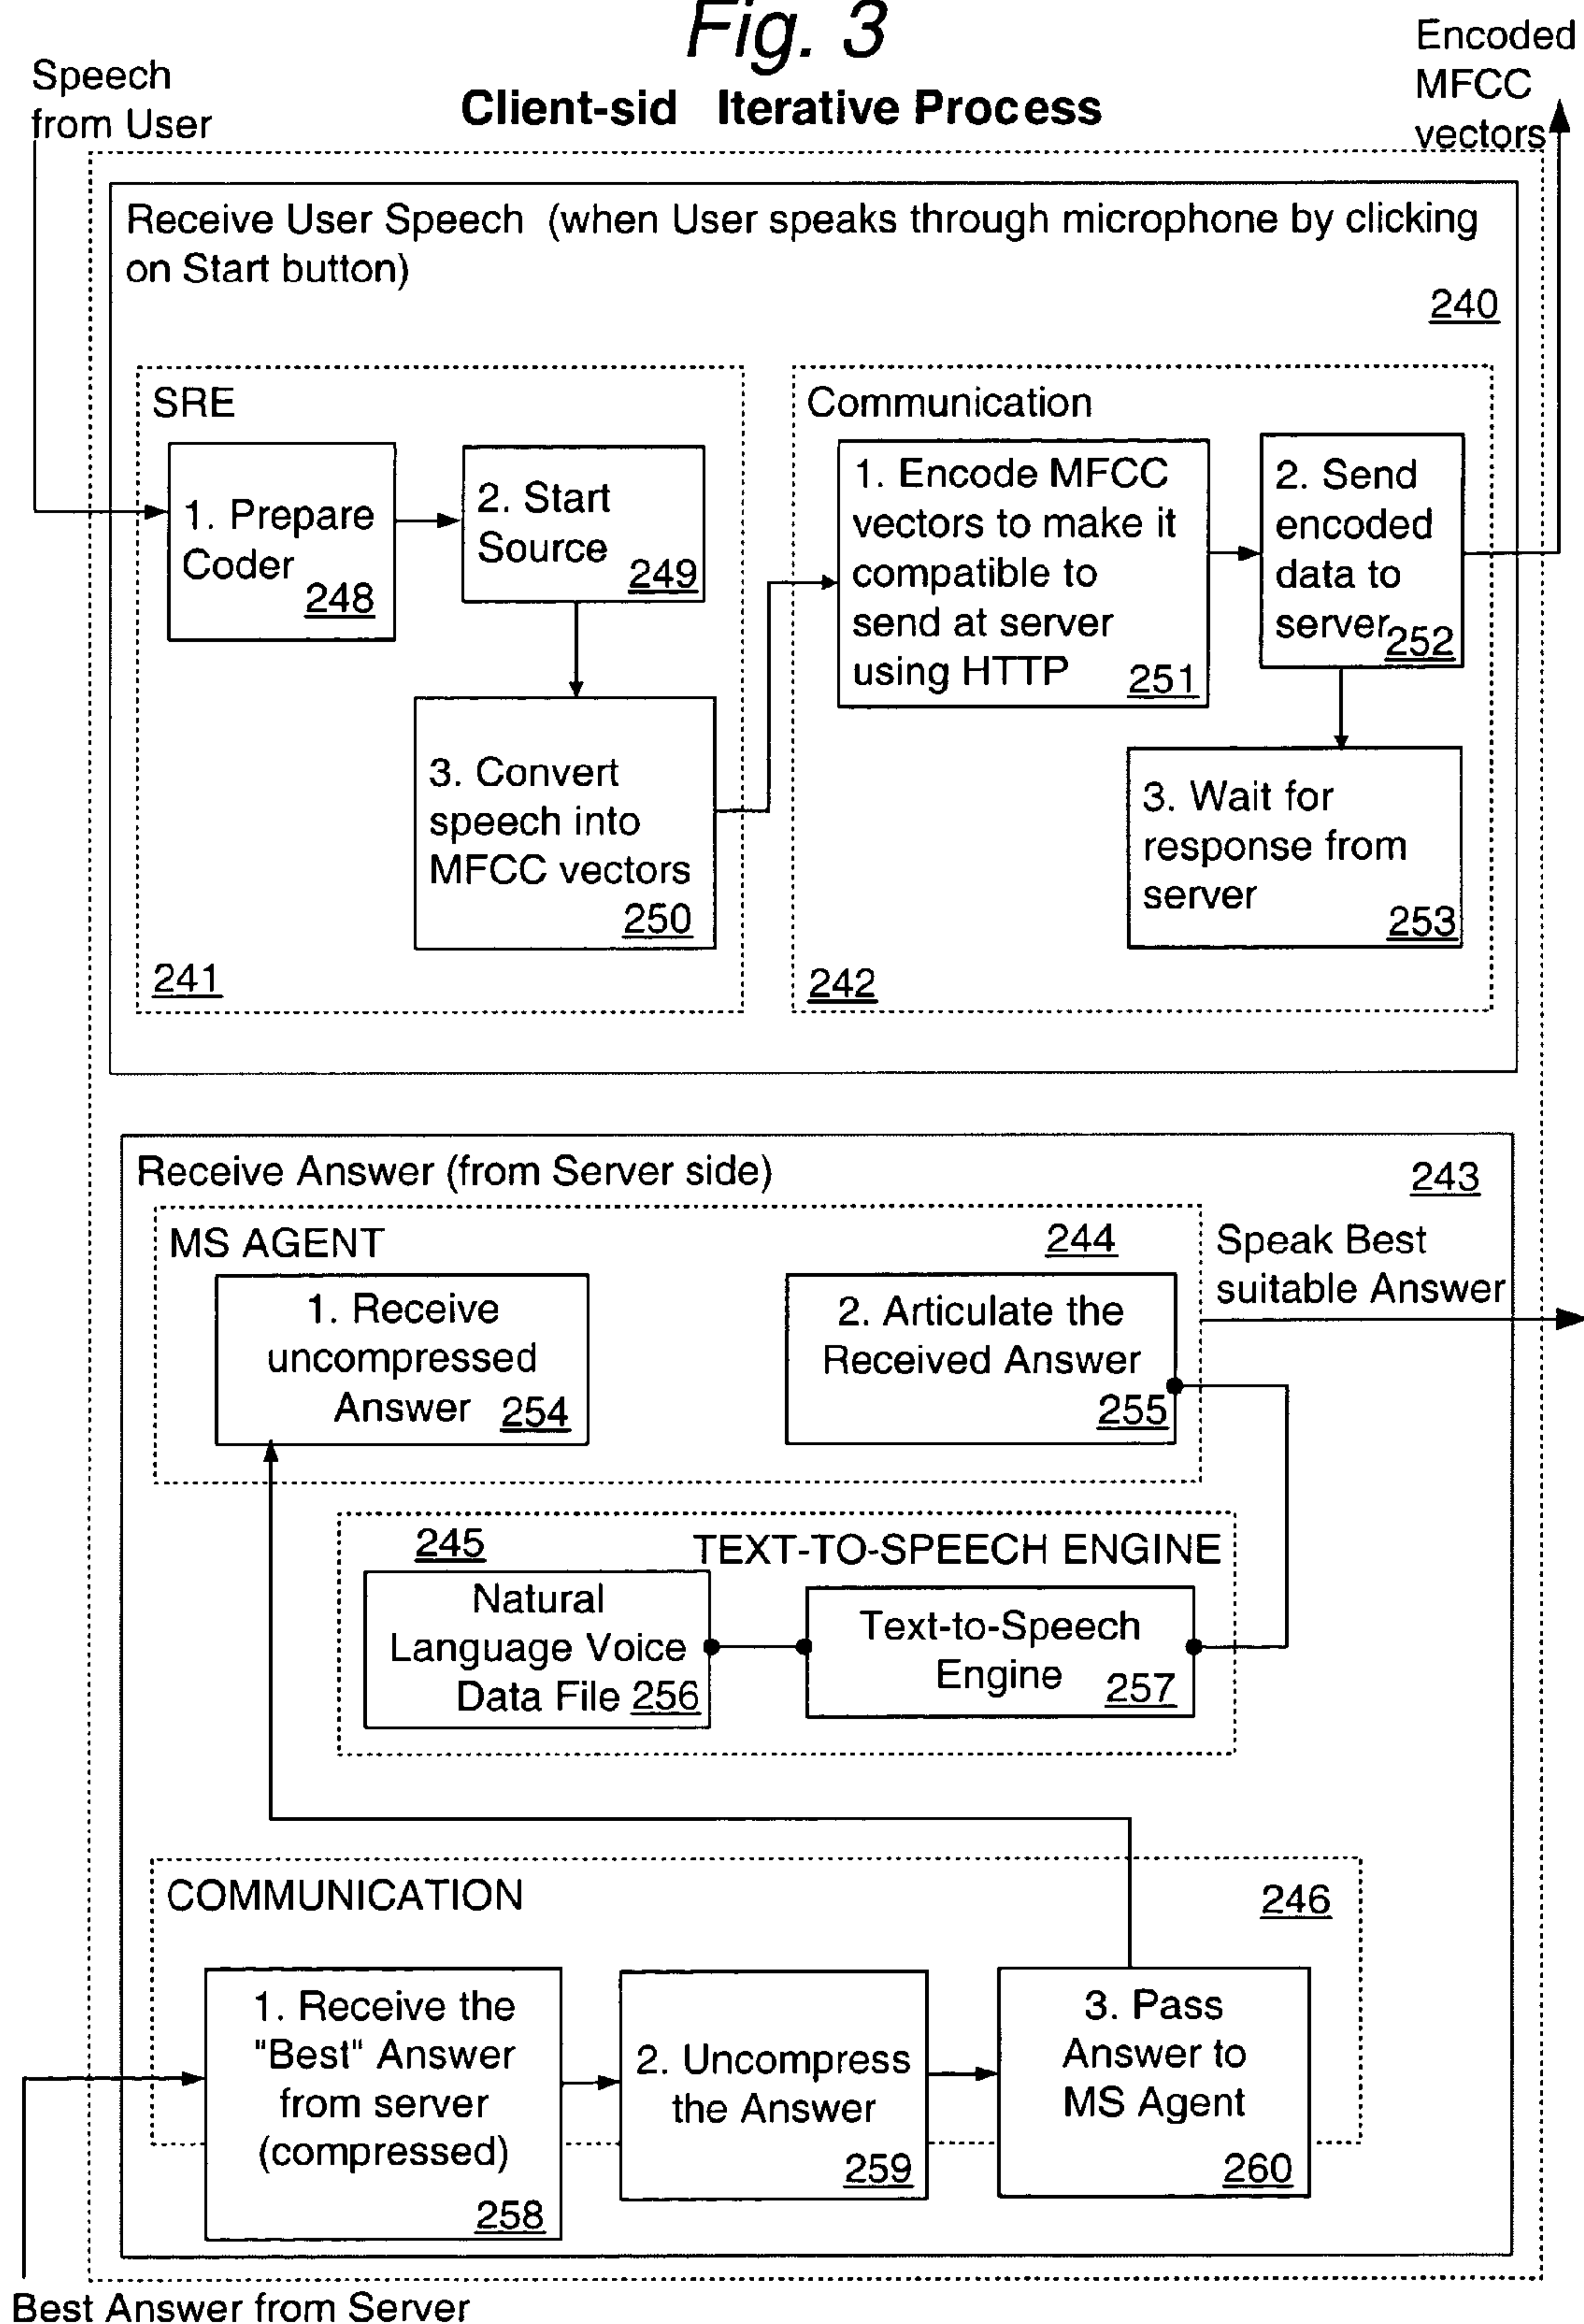 Fig. 3
Client-sid Iterative Process
Speech
from User
Encoded
MFCC
vectors
Receive User Speech (when User speaks through microphone by clicking
on Start button)
240
SRE
1. Prepare
Coder
248
2. Start
Source
249
3. Convert
speech into
MFCC vectors
250
241
Communication
1. Encode MFCC
vectors to make it
compatible to
send at server
using HTTP
251
2. Send
encoded
data to
server
252
3. Wait for
response from
server
253
242
Receive Answer (from Server side)
243
MS AGENT
244
1. Receive
uncompressed
Answer 254
2. Articulate the
Received Answer
255
Speak Best
suitable Answer
245
TEXT-TO-SPEECH ENGINE
Natural
Language Voice
Data File 256
Text-to-Speech
Engine
257
COMMUNICATION
246
1. Receive the
"Best" Answer
from server
(compressed)
258
2. Uncompress
the Answer
259
3. Pass
Answer to
MS Agent
260
Best Answer from Server